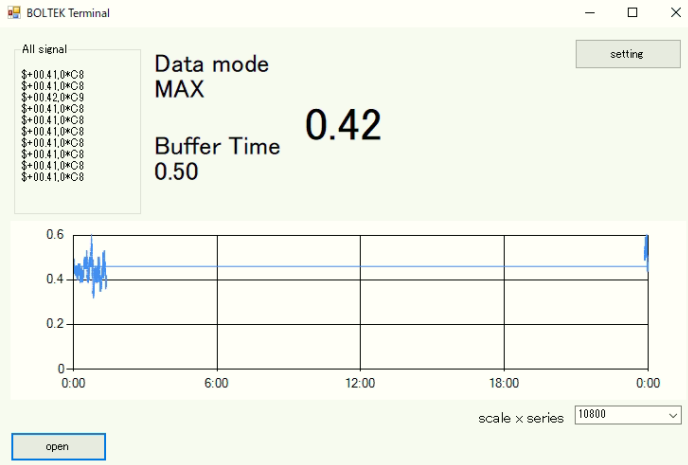 BOLTEK Terminal
All signal
$+00.41,0*C8
$+00.41,0*C8
$+00.42,0*C9
$+00.41,0*C8
$+00.41,0*C8
$+00.41,0*C8
$+00.41,0*C8
$+00.41,0*C8
$+00.41,0*C8
$+00.41,0*C8
Data mode
MAX
0.42
Buffer Time
0.50
setting
0.6
0.4
0.2
0
0:00
6:00
12:00
18:00
0:00
scale x series
10800
open